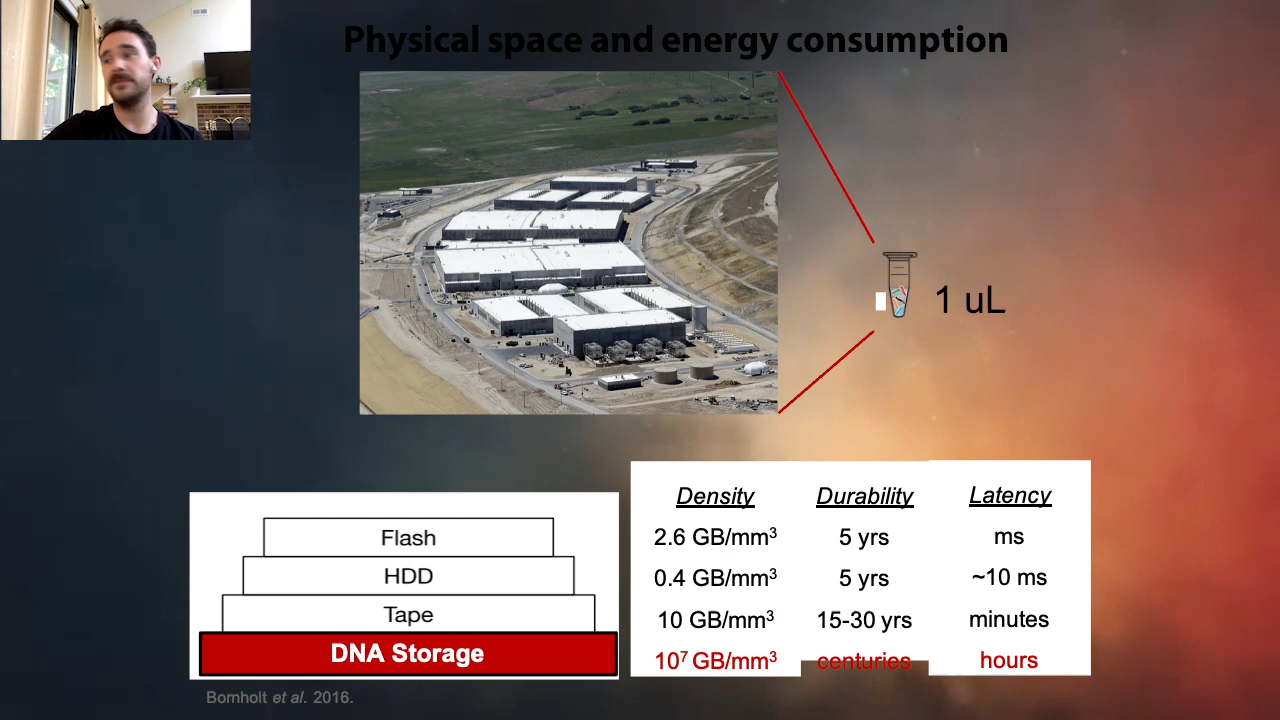 Physical space and energy consumption
1 uL
Density Durability Latency
Flash 2.6 GB/mm³ 5 yrs ms
HDD 0.4 GB/mm³ 5 yrs ~10 ms
Tape 10 GB/mm³ 15-30 yrs minutes
DNA Storage 10⁷ GB/mm³ centuries hours
Bornholt et al. 2016.